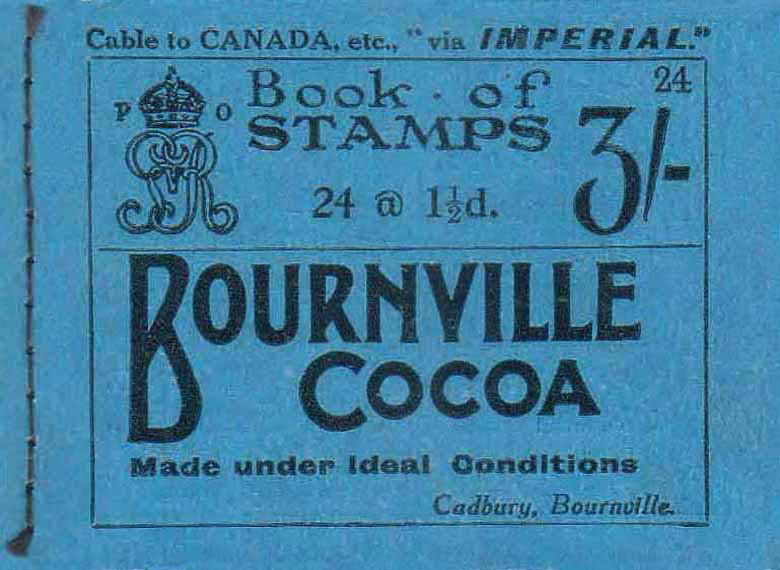 Cable to CANADA, etc., "via IMPERIAL."
24
P O
Book · of
STAMPS
3/-
24 @ 1½d.
BOURNVILLE
COCOA
Made under Ideal Conditions
Cadbury, Bournville.